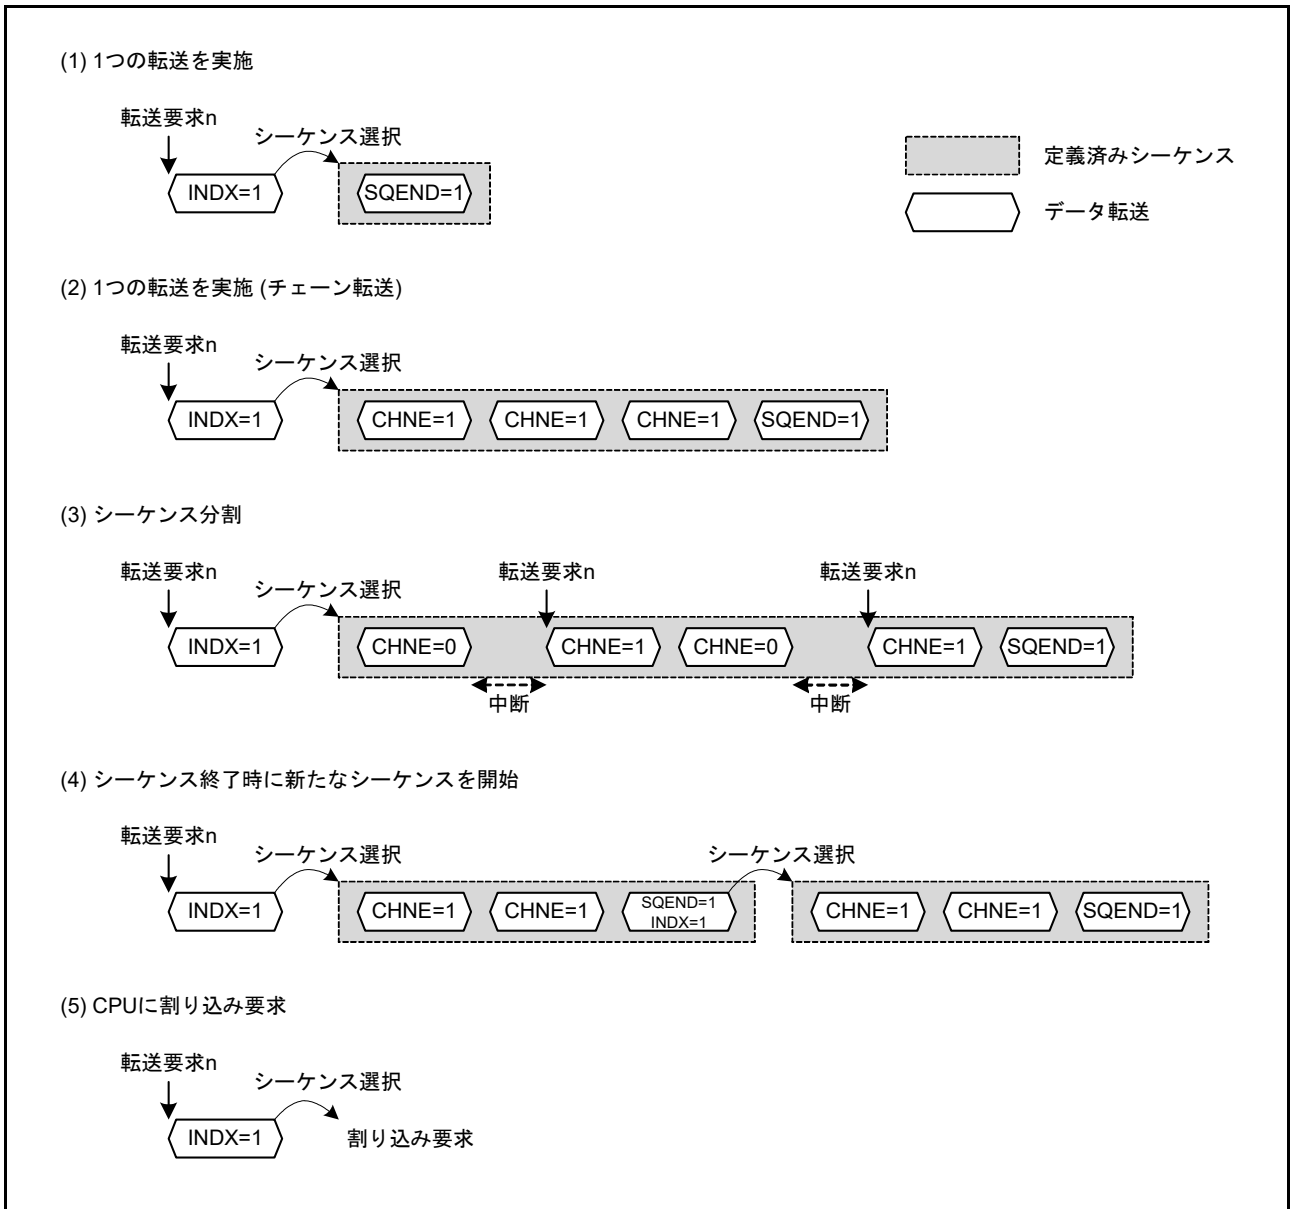 (1) 1つの転送を実施
転送要求n
シーケンス選択
INDX=1
SQEND=1
定義済みシーケンス
データ転送
(2) 1つの転送を実施 (チェーン転送)
転送要求n
シーケンス選択
INDX=1
CHNE=1
CHNE=1
CHNE=1
SQEND=1
(3) シーケンス分割
転送要求n
シーケンス選択
転送要求n
転送要求n
INDX=1
CHNE=0
CHNE=1
CHNE=0
CHNE=1
SQEND=1
中断
中断
(4) シーケンス終了時に新たなシーケンスを開始
転送要求n
シーケンス選択
シーケンス選択
INDX=1
CHNE=1
CHNE=1
SQEND=1
INDX=1
CHNE=1
CHNE=1
SQEND=1
(5) CPUに割り込み要求
転送要求n
シーケンス選択
INDX=1
割り込み要求